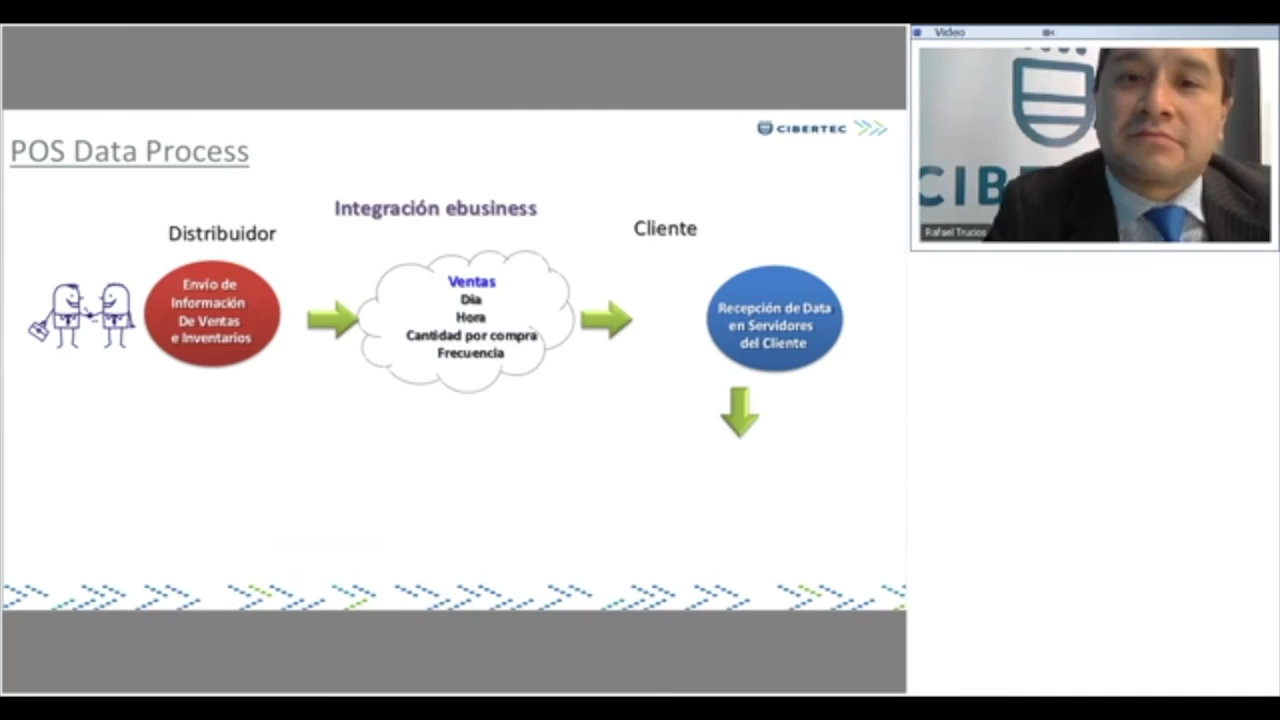 Video
CIBERTEC
POS Data Process
Integración ebusiness
Distribuidor
Cliente
Envío de
Información
De Ventas
e Inventarios
Ventas
Dia
Hora
Cantidad por compra
Frecuencia
Recepción de Data
en Servidores
del Cliente
CIBE
Rafael Trucios